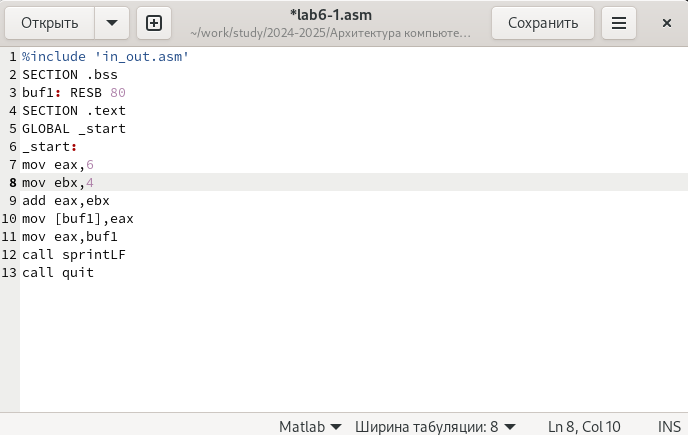 Открыть
*lab6-1.asm
~/work/study/2024-2025/Архитектура компьюте...
Сохранить
1 %include 'in_out.asm'
2 SECTION .bss
3 buf1: RESB 80
4 SECTION .text
5 GLOBAL _start
6 _start:
7 mov eax,6
8 mov ebx,4
9 add eax,ebx
10 mov [buf1],eax
11 mov eax,buf1
12 call sprintLF
13 call quit
Matlab Ширина табуляции: 8 Ln 8, Col 10 INS